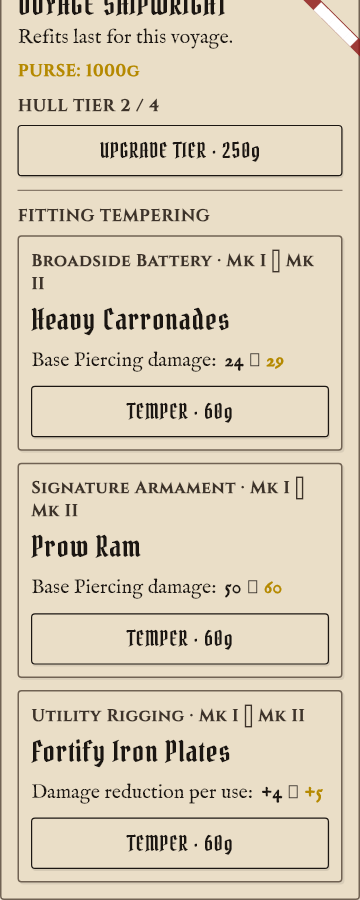 VOYAGE SHIPWRIGHT
Refits last for this voyage.
PURSE: 1000G
HULL TIER 2 / 4
UPGRADE TIER · 250g
FITTING TEMPERING
BROADSIDE BATTERY · MK I ▯ MK
II
Heavy Carronades
Base Piercing damage: 24 ▯ 29
TEMPER · 60g
SIGNATURE ARMAMENT · MK I ▯
MK II
Prow Ram
Base Piercing damage: 50 ▯ 60
TEMPER · 60g
UTILITY RIGGING · MK I ▯ MK II
Fortify Iron Plates
Damage reduction per use: +4 ▯ +5
TEMPER · 60g